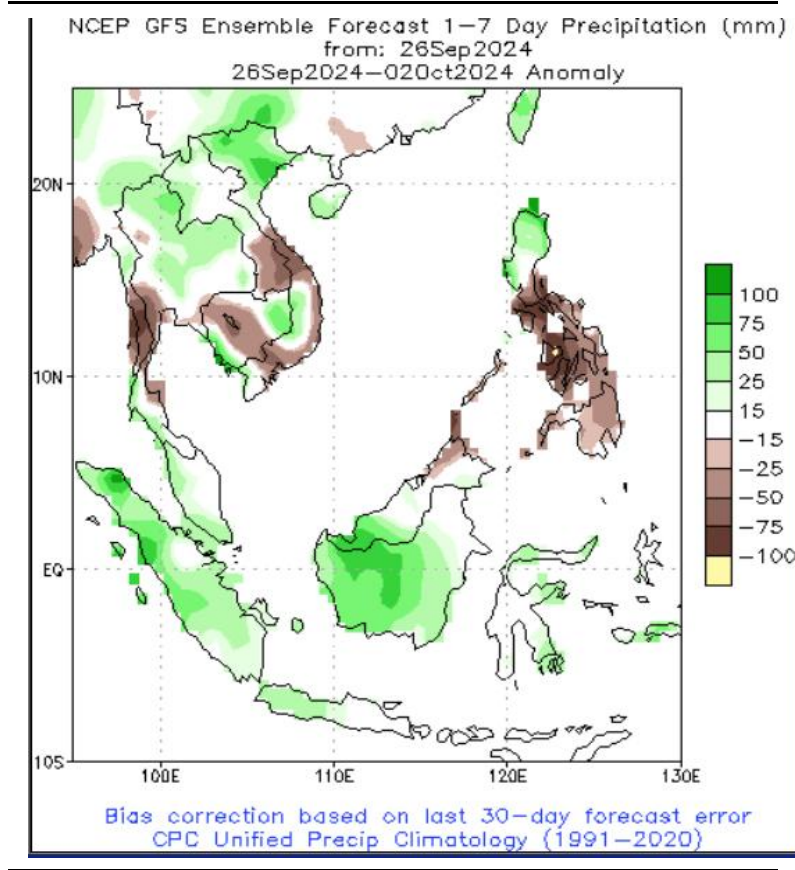 NCEP GFS Ensemble Forecast 1–7 Day Precipitation (mm)
from: 26Sep2024
26Sep2024–02Oct2024 Anomaly
20N
10N
EQ
10S
100E
110E
120E
130E
100
75
50
25
15
−15
−25
−50
−75
−100
Bias correction based on last 30−day forecast error
CPC Unified Precip Climatology (1991−2020)